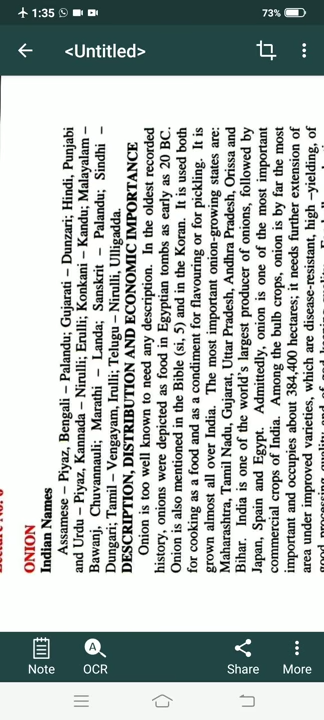 1:35
73%
<Untitled>
ONION
Indian Names
Assamese – Piyaz, Bengali – Palandu; Gujarati – Dunzari; Hindi, Punjabi
and Urdu – Piyaz, Kannada – Nirulli; Erulli; Konkani – Kandu; Malayalam –
Bawanj, Chuvannauli; Marathi – Landa; Sanskrit – Palandu; Sindhi –
Dungari; Tamil – Vengayam, Irulli; Telugu – Nirulli, Ulligadda.
DESCRIPTION, DISTRIBUTION AND ECONOMIC IMPORTANCE
Onion is too well known to need any description. In the oldest recorded
history, onions were depicted as food in Egyptian tombs as early as 20 BC.
Onion is also mentioned in the Bible (si, 5) and in the Koran. It is used both
for cooking as a food and as a condiment for flavouring or for pickling. It is
grown almost all over India. The most important onion-growing states are:
Maharashtra, Tamil Nadu, Gujarat, Uttar Pradesh, Andhra Pradesh, Orissa and
Bihar. India is one of the world's largest producer of onions, followed by
Japan, Spain and Egypt. Admittedly, onion is one of the most important
commercial crops of India. Among the bulb crops, onion is by far the most
important and occupies about 384,400 hectares; it needs further extension of
area under improved varieties, which are disease-resistant, high –yielding, of
Note
OCR
Share
More